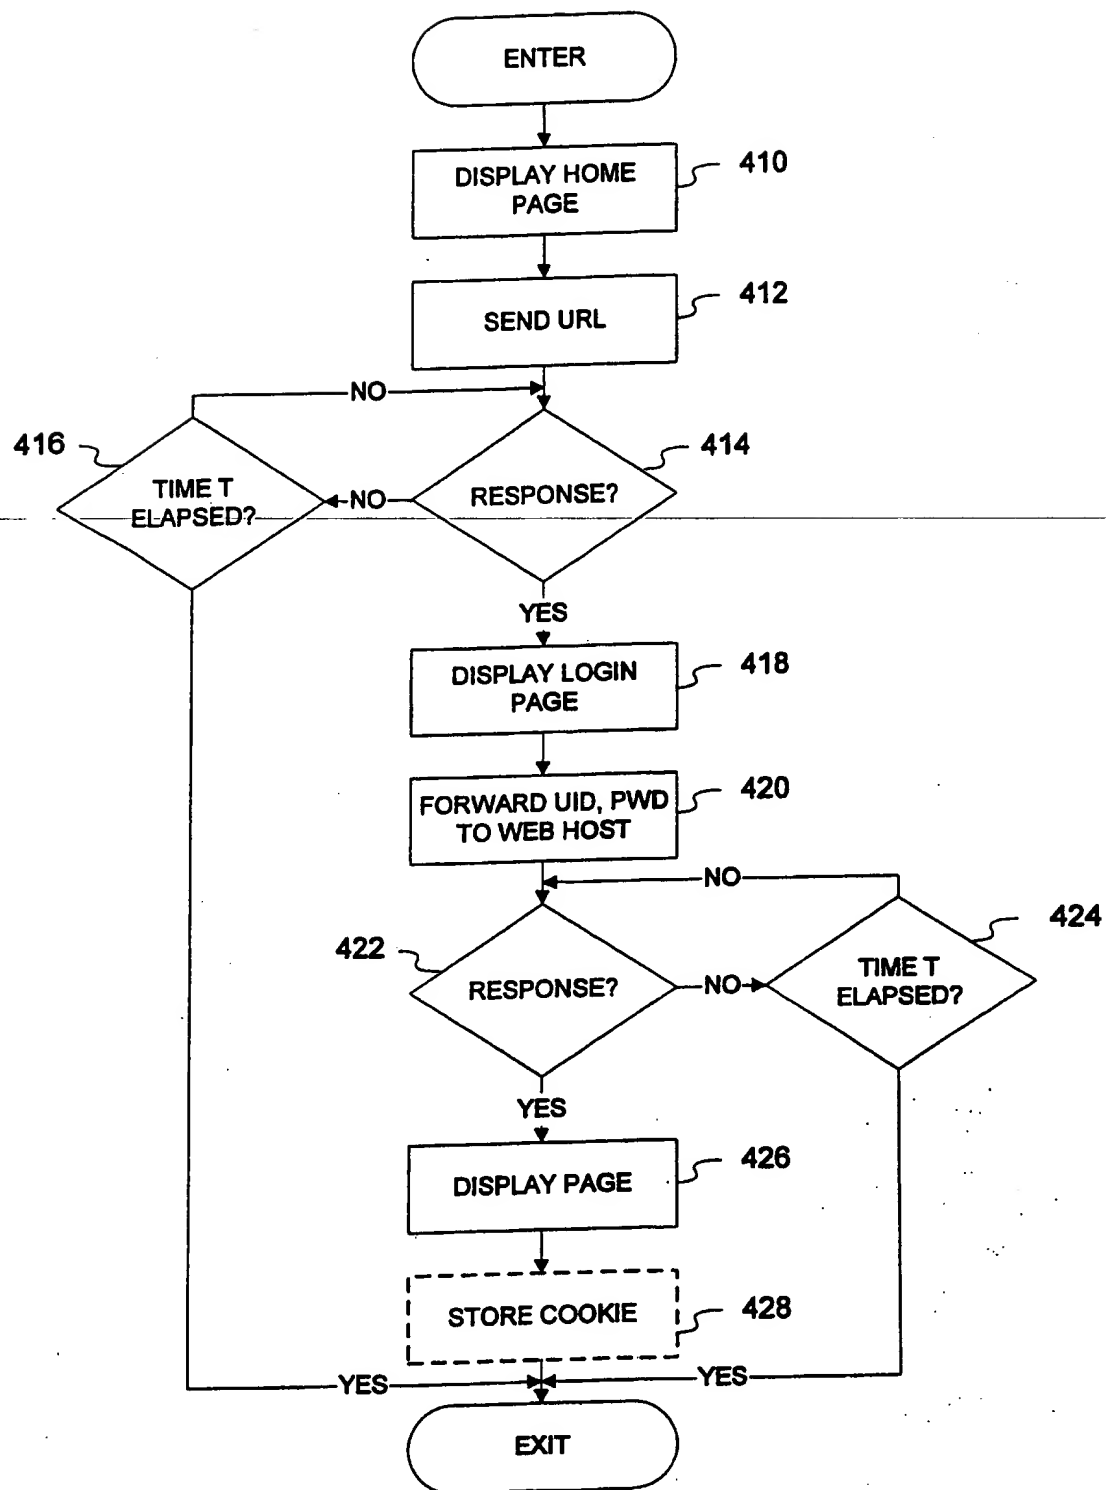 ENTER
DISPLAY HOME
PAGE
410
SEND URL
412
NO
416
TIME T
ELAPSED?
NO
RESPONSE?
414
YES
DISPLAY LOGIN
PAGE
418
FORWARD UID, PWD
TO WEB HOST
420
NO
422
RESPONSE?
NO
TIME T
ELAPSED?
424
YES
DISPLAY PAGE
426
STORE COOKIE
428
YES
YES
EXIT